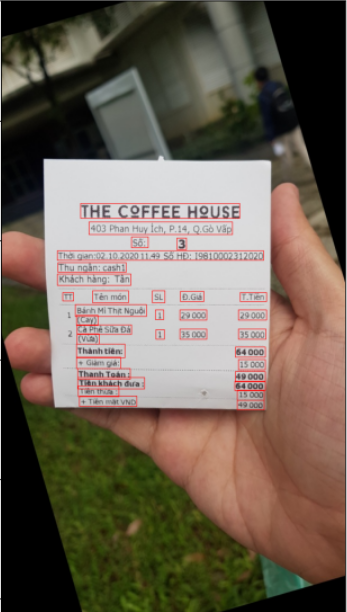 THE COFFEE HOUSE
403 Phan Huy Ích, P.14, Q.Gò Vấp
Số: 3
Thời gian:02.10.2020 11:49 Số HĐ: 19810002312020
Thu ngân: cash1
Khách hàng: Tân
TT Tên món SL Đ.Giá T.Tiền
1 Bánh Mì Thịt Nguội (Cay) 1 29 000 29 000
2 Cà Phê Sữa Đá (Vừa) 1 35 000 35 000
Thành tiền: 64 000
+ Giảm giá: 15 000
Thanh Toán : 49 000
Tiền khách đưa : 64 000
Tiền thừa 15 000
+ Tiền mặt VND 49 000